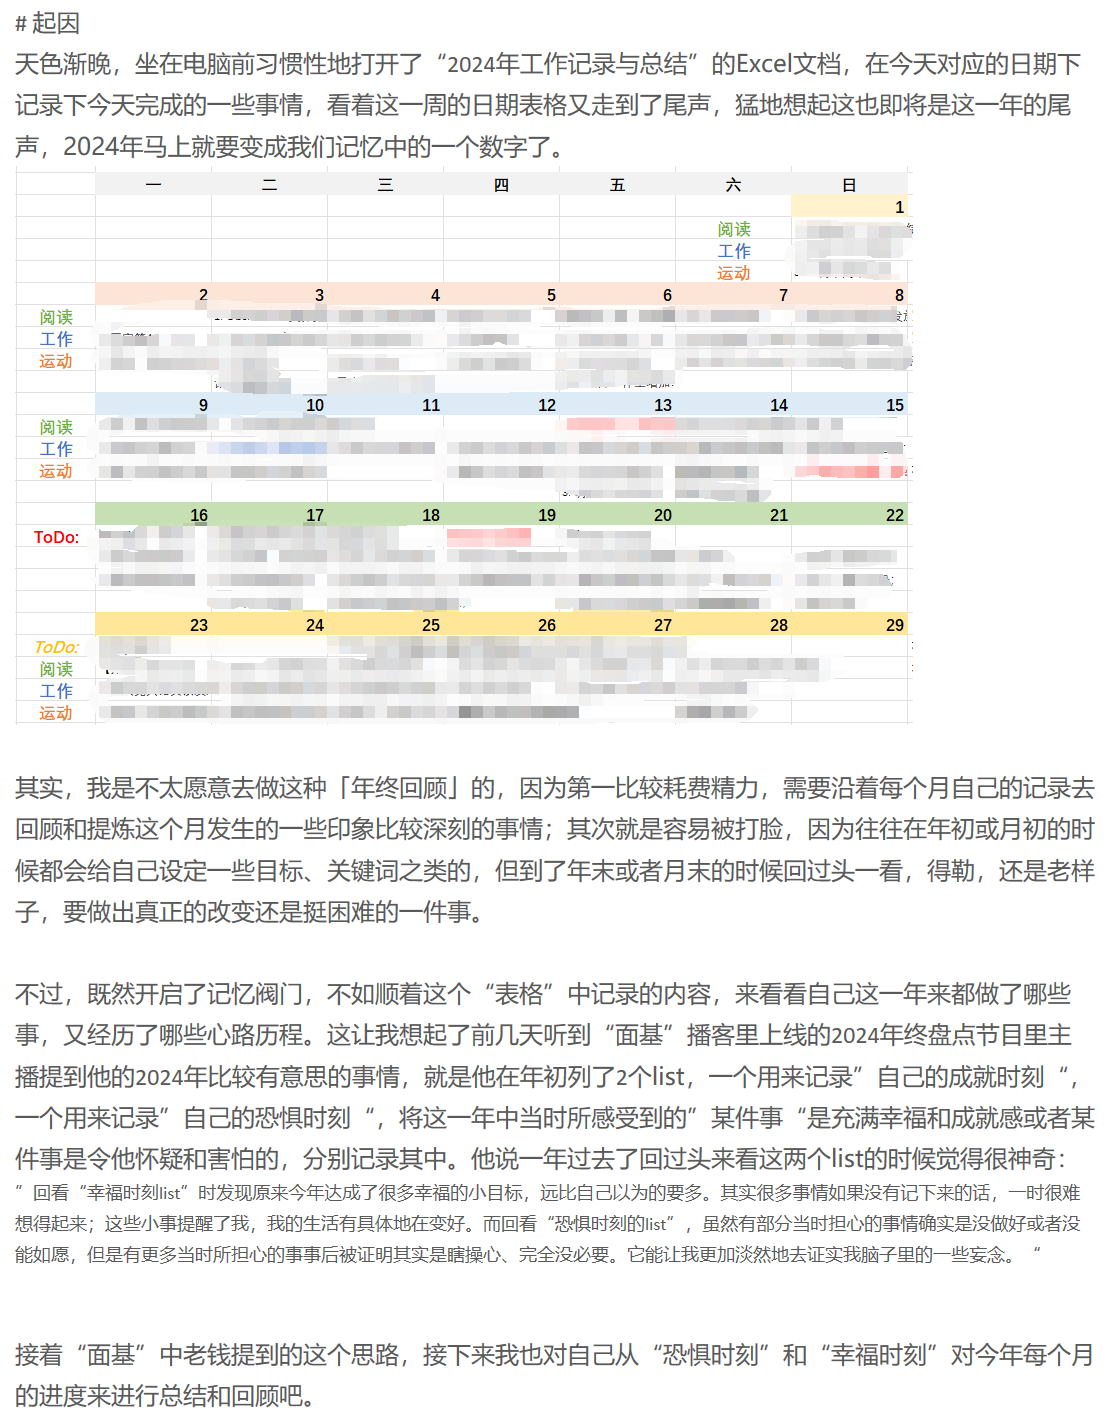 # 起因
天色渐晚，坐在电脑前习惯性地打开了“2024年工作记录与总结”的Excel文档，在今天对应的日期下
记录下今天完成的一些事情，看着这一周的日期表格又走到了尾声，猛地想起这也即将是这一年的尾
声，2024年马上就要变成我们记忆中的一个数字了。
一 二 三 四 五 六 日
1
阅读
工作
运动
2 3 4 5 6 7 8
阅读
工作
运动
9 10 11 12 13 14 15
阅读
工作
运动
16 17 18 19 20 21 22
ToDo:
23 24 25 26 27 28 29
ToDo:
阅读
工作
运动
其实，我是不太愿意去做这种「年终回顾」的，因为第一比较耗费精力，需要沿着每个月自己的记录去
回顾和提炼这个月发生的一些印象比较深刻的事情；其次就是容易被打脸，因为往往在年初或月初的时
候都会给自己设定一些目标、关键词之类的，但到了年末或者月末的时候回过头一看，得勒，还是老样
子，要做出真正的改变还是挺困难的一件事。
不过，既然开启了记忆阀门，不如顺着这个“表格”中记录的内容，来看看自己这一年来都做了哪些
事，又经历了哪些心路历程。这让我想起了前几天听到“面基”播客里上线的2024年终盘点节目里主
播提到他的2024年比较有意思的事情，就是他在年初列了2个list，一个用来记录”自己的成就时刻“，
一个用来记录”自己的恐惧时刻“，将这一年中当时所感受到的”某件事“是充满幸福和成就感或者某
件事是令他怀疑和害怕的，分别记录其中。他说一年过去了回过头来看这两个list的时候觉得很神奇：
”回看“幸福时刻list”时发现原来今年达成了很多幸福的小目标，远比自己以为的要多。其实很多事情如果没有记下来的话，一时很难
想得起来；这些小事提醒了我，我的生活有具体地在变好。而回看“恐惧时刻的list”，虽然有部分当时担心的事情确实是没做好或者没
能如愿，但是有更多当时所担心的事事后被证明其实是瞎操心、完全没必要。它能让我更加淡然地去证实我脑子里的一些妄念。“
接着“面基”中老钱提到的这个思路，接下来我也对自己从“恐惧时刻”和“幸福时刻”对今年每个月
的进度来进行总结和回顾吧。